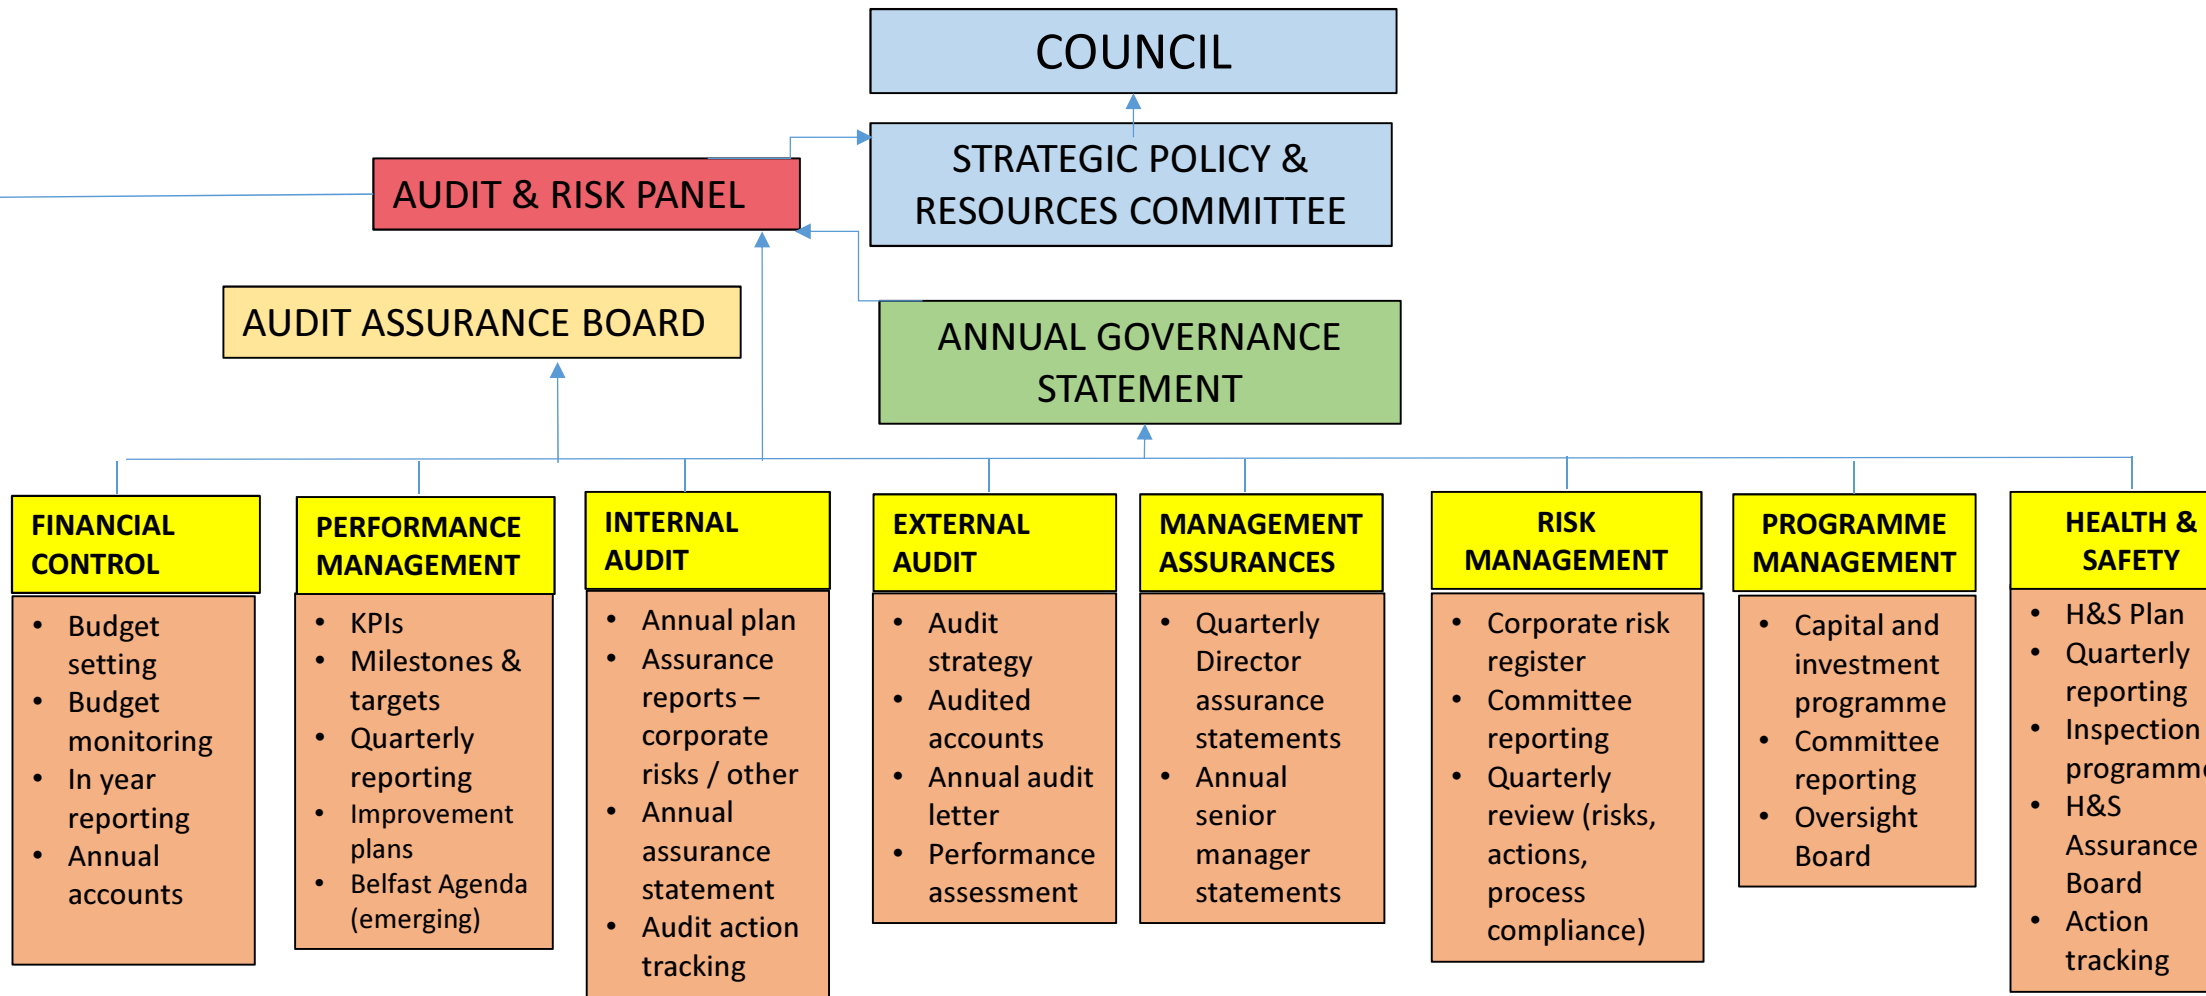 COUNCIL
STRATEGIC POLICY &
RESOURCES COMMITTEE
AUDIT & RISK PANEL
AUDIT ASSURANCE BOARD
ANNUAL GOVERNANCE
STATEMENT
FINANCIAL
CONTROL
• Budget
setting
• Budget
monitoring
• In year
reporting
• Annual
accounts
PERFORMANCE
MANAGEMENT
• KPIs
• Milestones &
targets
• Quarterly
reporting
• Improvement
plans
• Belfast Agenda
(emerging)
INTERNAL
AUDIT
• Annual plan
• Assurance
reports –
corporate
risks / other
• Annual
assurance
statement
• Audit action
tracking
EXTERNAL
AUDIT
• Audit
strategy
• Audited
accounts
• Annual audit
letter
• Performance
assessment
MANAGEMENT
ASSURANCES
• Quarterly
Director
assurance
statements
• Annual
senior
manager
statements
RISK
MANAGEMENT
• Corporate risk
register
• Committee
reporting
• Quarterly
review (risks,
actions,
process
compliance)
PROGRAMME
MANAGEMENT
• Capital and
investment
programme
• Committee
reporting
• Oversight
Board
HEALTH &
SAFETY
• H&S Plan
• Quarterly
reporting
• Inspection
programme
• H&S
Assurance
Board
• Action
tracking